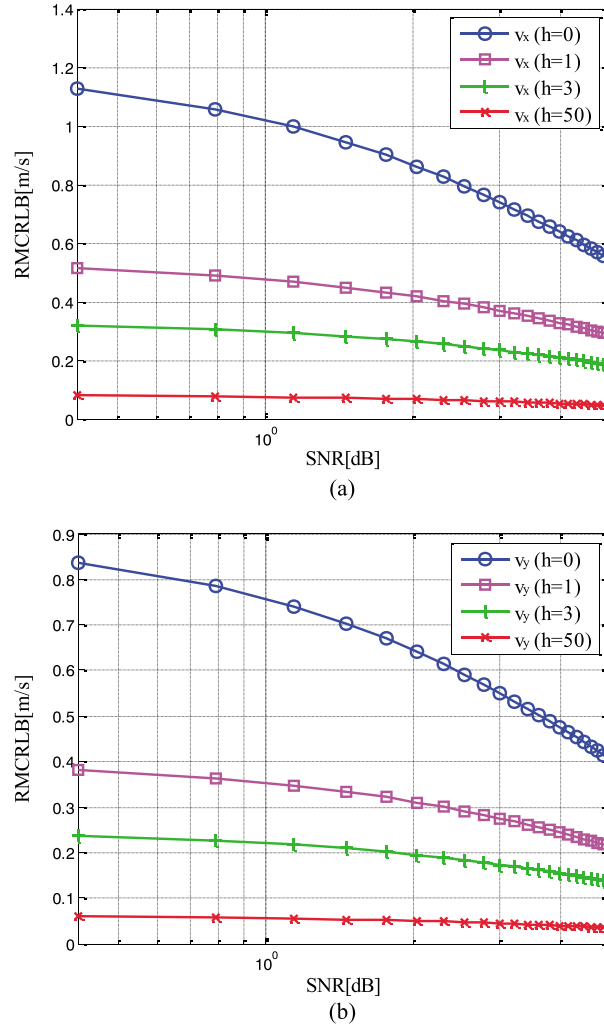 1.4
1.2
1
0.8
0.6
0.4
0.2
0
RMCRLB[m/s]
vx (h=0)
vx (h=1)
vx (h=3)
vx (h=50)
10^0
SNR[dB]
(a)
0.9
0.8
0.7
0.6
0.5
0.4
0.3
0.2
0.1
0
RMCRLB[m/s]
vy (h=0)
vy (h=1)
vy (h=3)
vy (h=50)
10^0
SNR[dB]
(b)